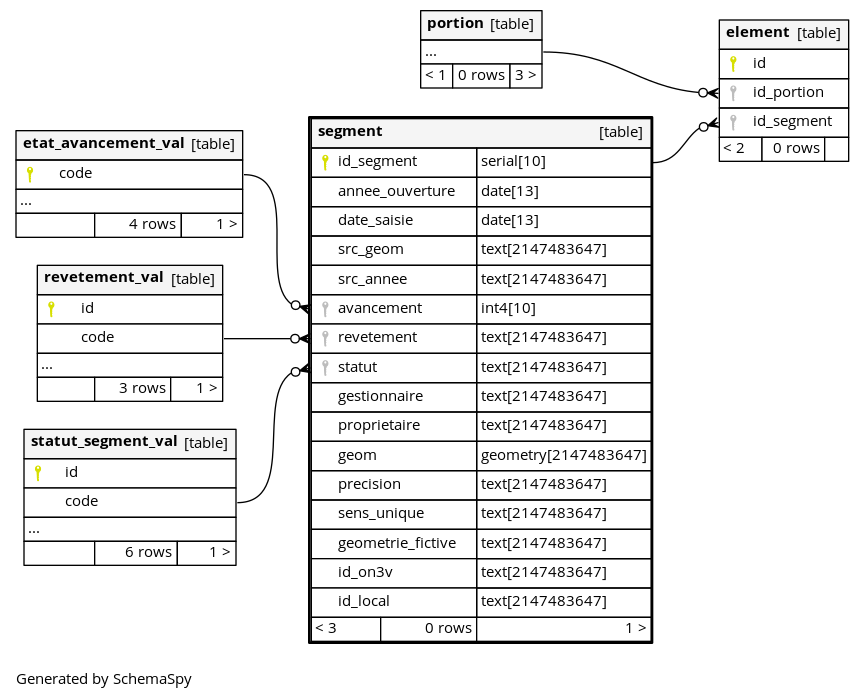 portion [table]
...
< 1 0 rows 3 >
element [table]
id
id_portion
id_segment
< 2 0 rows
etat_avancement_val [table]
code
...
4 rows 1 >
revetement_val [table]
id
code
...
3 rows 1 >
statut_segment_val [table]
id
code
...
6 rows 1 >
segment [table]
id_segment serial[10]
annee_ouverture date[13]
date_saisie date[13]
src_geom text[2147483647]
src_annee text[2147483647]
avancement int4[10]
revetement text[2147483647]
statut text[2147483647]
gestionnaire text[2147483647]
proprietaire text[2147483647]
geom geometry[2147483647]
precision text[2147483647]
sens_unique text[2147483647]
geometrie_fictive text[2147483647]
id_on3v text[2147483647]
id_local text[2147483647]
< 3 0 rows 1 >
Generated by SchemaSpy